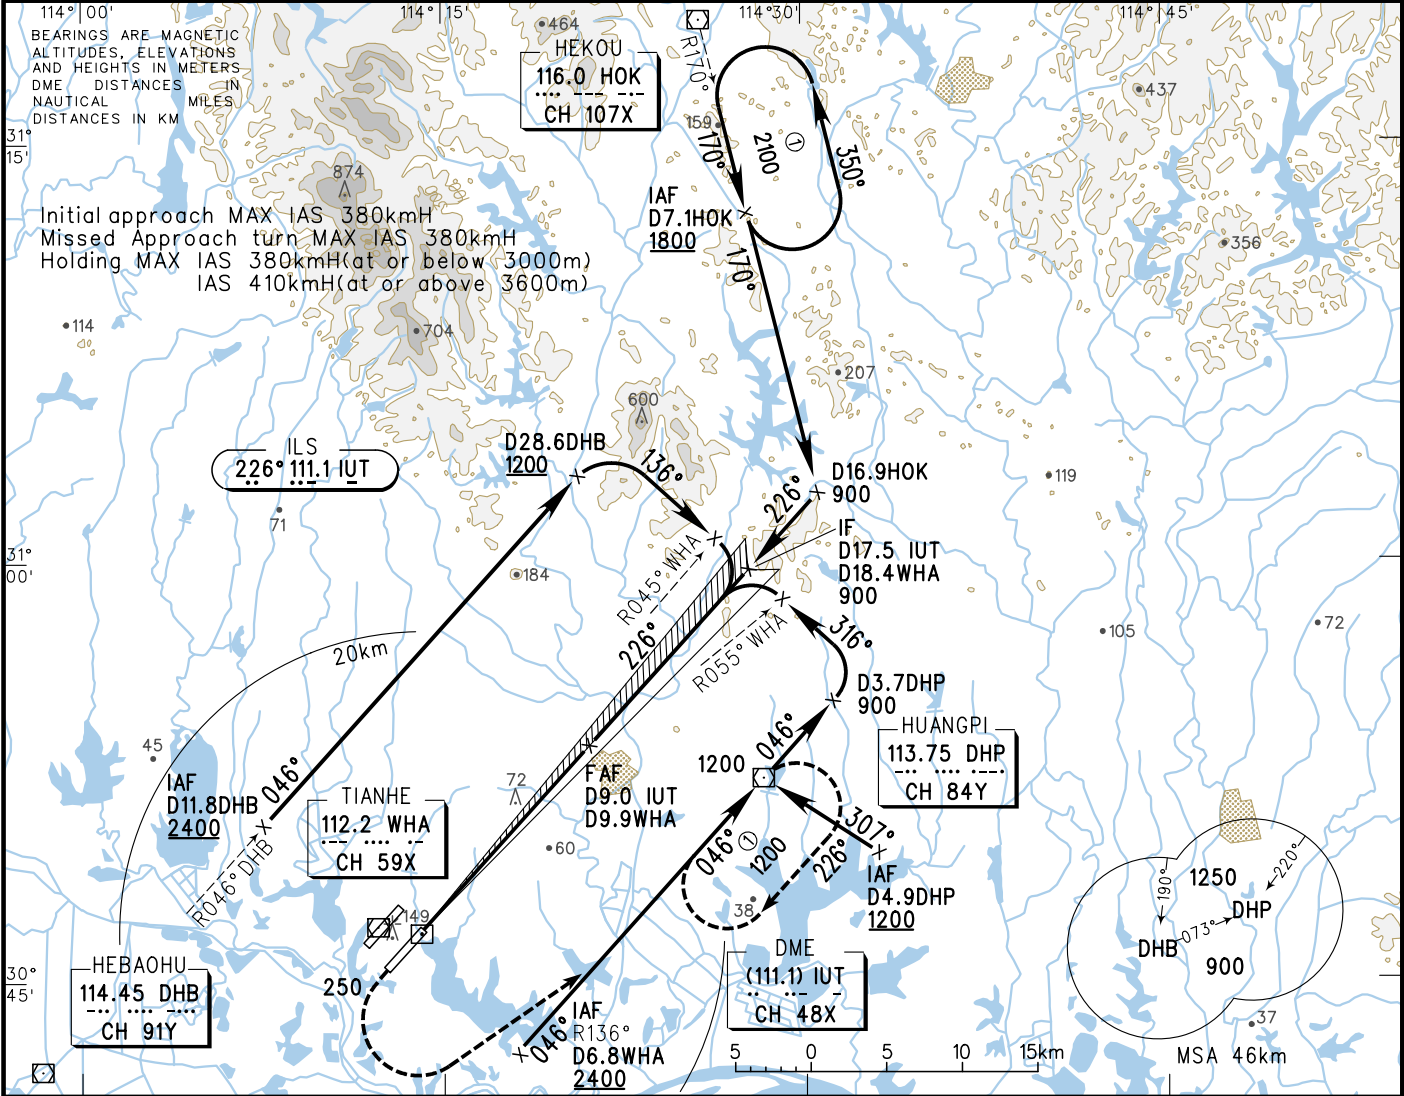 114° 00'
114° 15'
114° 30'
114° 45'
BEARINGS ARE MAGNETIC
ALTITUDES, ELEVATIONS
AND HEIGHTS IN METERS
DME DISTANCES IN
NAUTICAL MILES
DISTANCES IN KM
464
HEKOU
116.0 HOK
CH 107X
R170°
159
170°
2100
1
350°
437
31°
15'
874
IAF
D7.1HOK
1800
Initial approach MAX IAS 380kmH
Missed Approach turn MAX IAS 380kmH
Holding MAX IAS 380kmH(at or below 3000m)
IAS 410kmH(at or above 3600m)
170°
356
114
704
207
600
ILS
226° 111.1 IUT
71
D28.6DHB
1200
136°
D16.9HOK
900
226°
119
IF
D17.5 IUT
D18.4WHA
900
31°
00'
184
R045° WHA
226°
R055° WHA
316°
105
72
20km
D3.7DHP
900
HUANGPI
113.75 DHP
CH 84Y
046°
1200
45
IAF
D11.8DHB
2400
046°
R046° DHB
TIANHE
112.2 WHA
CH 59X
72
FAF
D9.0 IUT
D9.9WHA
60
046°
1
1200
226°
307°
38
IAF
D4.9DHP
1200
149
1250
190°
220°
DHP
DHB
073°
900
HEBAOHU
114.45 DHB
CH 91Y
30°
45'
250
DME
(111.1) IUT
CH 48X
046°
IAF
R136°
D6.8WHA
2400
5 0 5 10 15km
37
MSA 46km